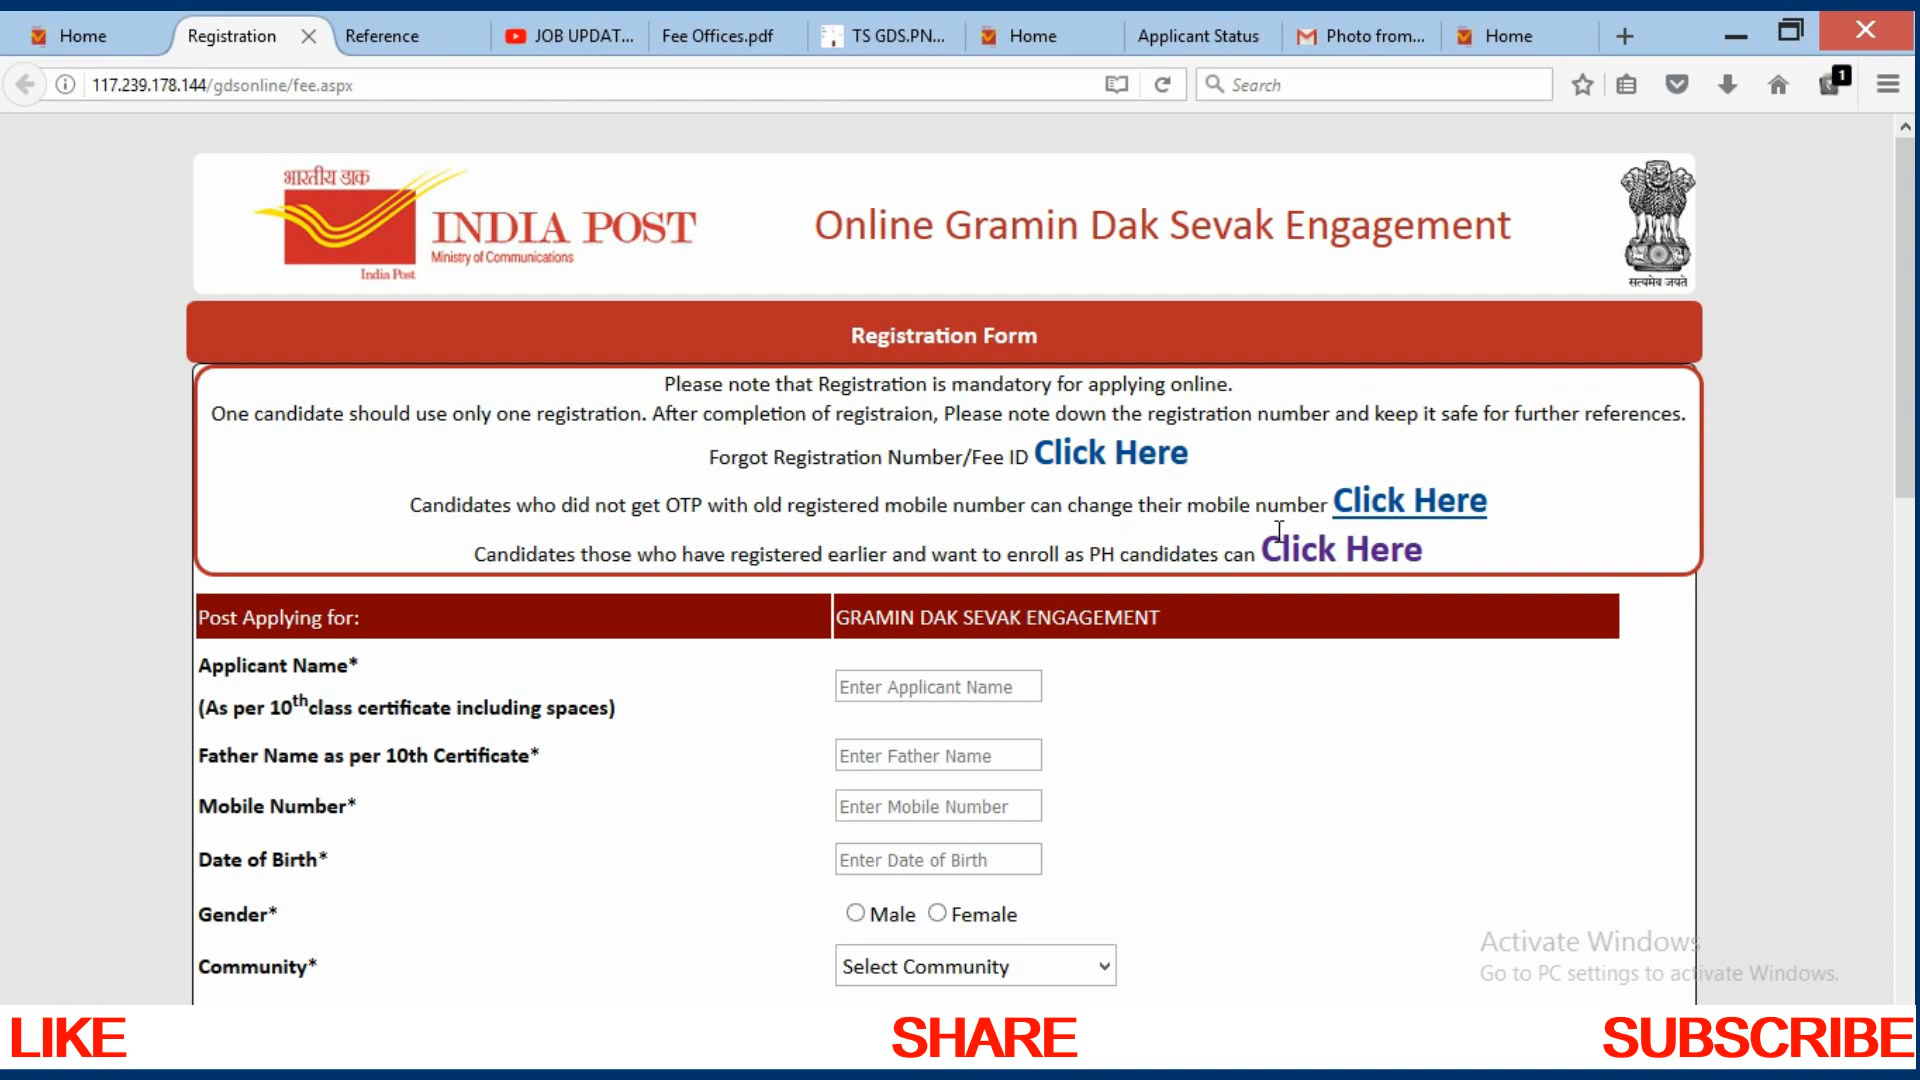 Home
Registration
Reference
JOB UPDAT...
Fee Offices.pdf
TS GDS.PN...
Home
Applicant Status
Photo from...
Home
117.239.178.144/gdsonline/fee.aspx
Search
1
भारतीय डाक
INDIA POST
Ministry of Communications
India Post
Online Gramin Dak Sevak Engagement
सत्यमेव जयते
Registration Form
Please note that Registration is mandatory for applying online.
One candidate should use only one registration. After completion of registraion, Please note down the registration number and keep it safe for further references.
Forgot Registration Number/Fee ID Click Here
Candidates who did not get OTP with old registered mobile number can change their mobile number Click Here
Candidates those who have registered earlier and want to enroll as PH candidates can Click Here
Post Applying for: GRAMIN DAK SEVAK ENGAGEMENT
Applicant Name*
(As per 10th class certificate including spaces)
Enter Applicant Name
Father Name as per 10th Certificate* Enter Father Name
Mobile Number* Enter Mobile Number
Date of Birth* Enter Date of Birth
Gender* Male Female
Community* Select Community
Activate Windows
Go to PC settings to activate Windows.
LIKE SHARE SUBSCRIBE